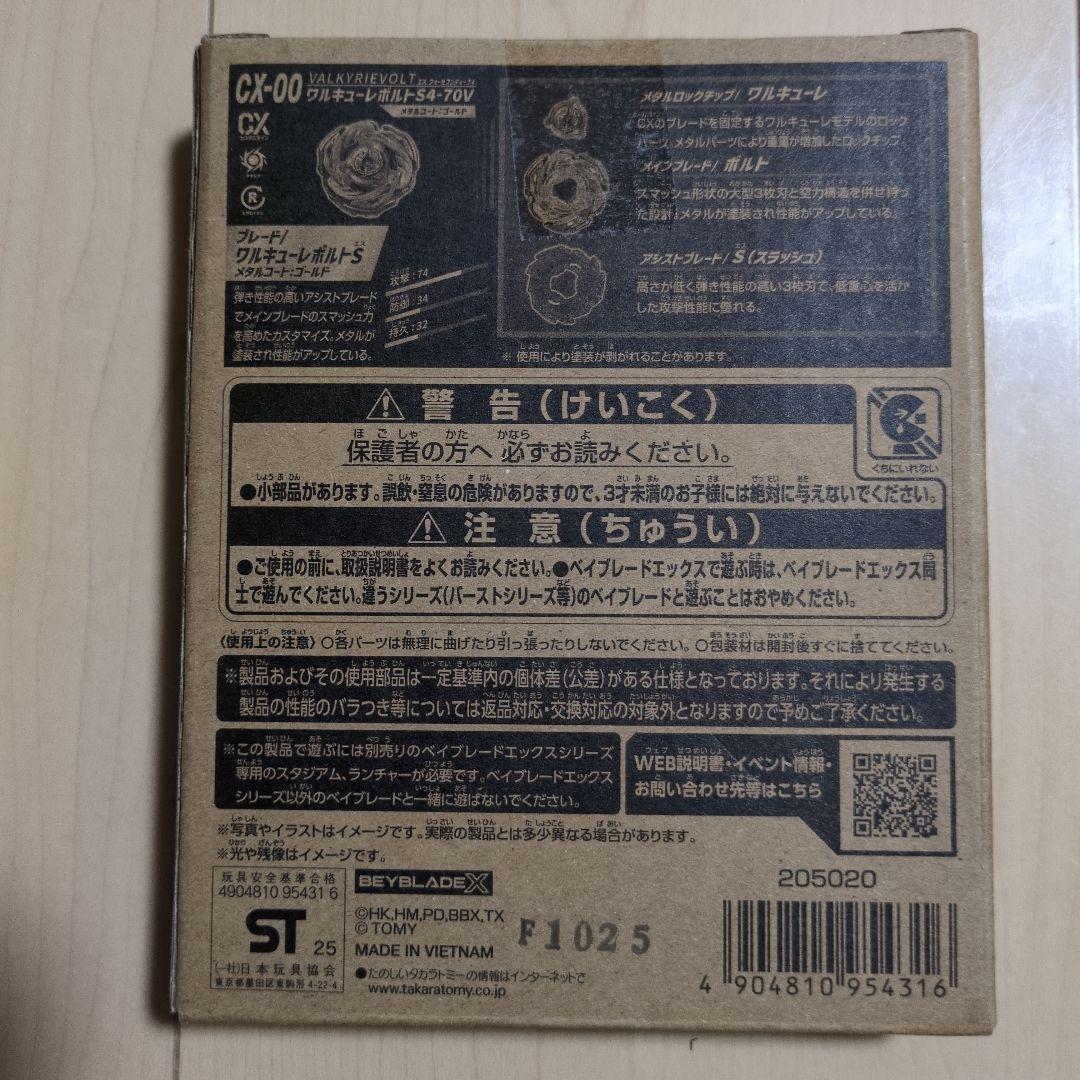 CX-00
VALKYRIEVOLT
ワルキューレボルトS4-70V
メタルコート:ゴールド
CX
R
ブレード/
ワルキューレボルトS
メタルコート:ゴールド
攻撃:74
防御:34
持久:32
弾き性能の高いアシストブレード
でメインブレードのスマッシュ力
を高めたカスタマイズ。メタルが
塗装され性能がアップしている。
メタルロックチップ/ ワルキューレ
CXのブレードを固定するワルキューレモデルのロック
パーツ。メタルパーツにより重量が増加したロックチップ。
メインブレード/ ボルト
スマッシュ形状の大型3枚刃と空力構造を併せ持っ
た設計。メタルが塗装され性能がアップしている。
アシストブレード/ S(スラッシュ)
高さが低く弾き性能の高い3枚刃で、低重心を活か
した攻撃性能に優れる。
※ 使用により塗装が剥がれることがあります。
警告(けいこく)
保護者の方へ 必ずお読みください。
くちにいれない
●小部品があります。誤飲・窒息の危険がありますので、3才未満のお子様には絶対に与えないでください。
注意(ちゅうい)
●ご使用の前に、取扱説明書をよくお読みください。●ベイブレードエックスで遊ぶ時は、ベイブレードエックス同
士で遊んでください。違うシリーズ(バーストシリーズ等)のベイブレードと遊ぶことはおやめください。
〈使用上の注意〉○各パーツは無理に曲げたり引っ張ったりしないでください。○包装材は開封後すぐに捨ててください。
※製品およびその使用部品は一定基準内の個体差(公差)がある仕様となっております。それにより発生する
製品の性能のバラつき等については返品対応・交換対応の対象外となりますので予めご了承ください。
※この製品で遊ぶには別売りのベイブレードエックスシリーズ
専用のスタジアム、ランチャーが必要です。ベイブレードエックス
シリーズ以外のベイブレードと一緒に遊ばないでください。
WEB説明書・イベント情報・
お問い合わせ先等はこちら
※写真やイラストはイメージです。実際の製品とは多少異なる場合があります。
※光や残像はイメージです。
玩具安全基準合格
4904810 95431 6
ST 25
(一社)日本玩具協会
東京都墨田区東駒形 4-22-4
BEYBLADE X
©HK,HM,PD,BBX,TX
© TOMY
MADE IN VIETNAM
F1025
●たのしいタカラトミーの情報はインターネットで
www.takaratomy.co.jp
205020
4 904810 954316